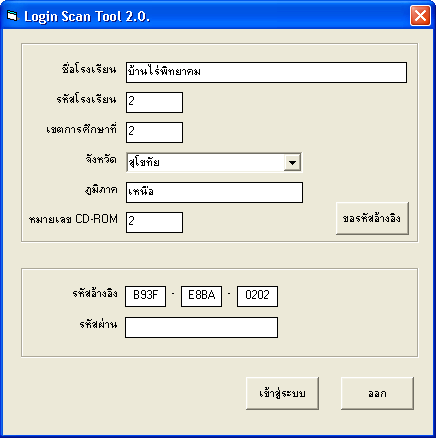 Login Scan Tool 2.0.
ชื่อโรงเรียน บ้านไร่พิทยาคม
รหัสโรงเรียน 2
เขตการศึกษาที่ 2
จังหวัด สุโขทัย
ภูมิภาค เหนือ
หมายเลข CD-ROM 2
ขอรหัสอ้างอิง
รหัสอ้างอิง B93F - E8BA - 0202
รหัสผ่าน
เข้าสู่ระบบ ออก